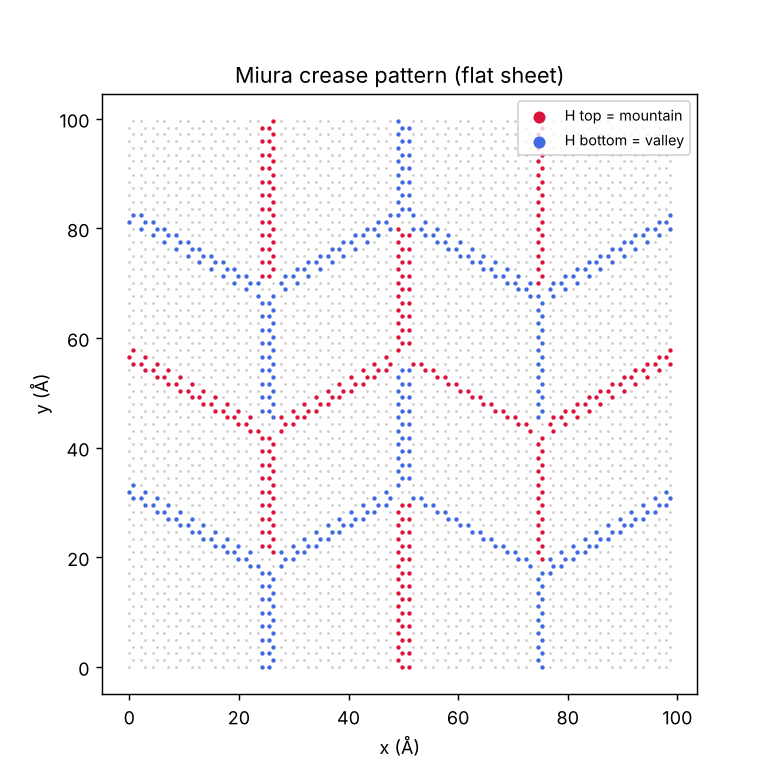 Miura crease pattern (flat sheet)
H top = mountain
H bottom = valley
100
80
60
40
20
0
y (Å)
0 20 40 60 80 100
x (Å)